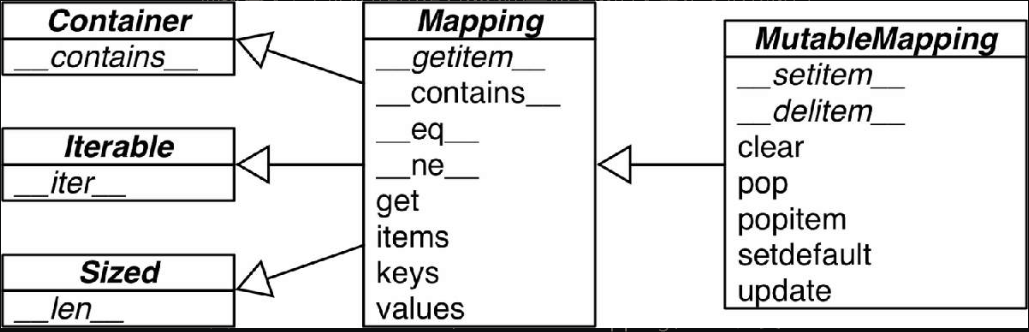 Container
__contains__
Iterable
__iter__
Sized
__len__
Mapping
__getitem__
__contains__
__eq__
__ne__
get
items
keys
values
MutableMapping
__setitem__
__delitem__
clear
pop
popitem
setdefault
update